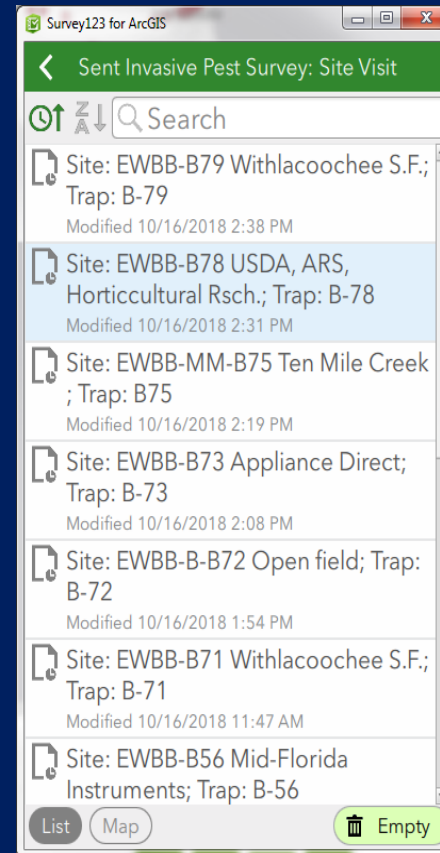 Survey123 for ArcGIS
Sent Invasive Pest Survey: Site Visit
Search
Site: EWBB-B79 Withlacoochee S.F.;
Trap: B-79
Modified 10/16/2018 2:38 PM
Site: EWBB-B78 USDA, ARS,
Horticcultural Rsch.; Trap: B-78
Modified 10/16/2018 2:31 PM
Site: EWBB-MM-B75 Ten Mile Creek
; Trap: B75
Modified 10/16/2018 2:19 PM
Site: EWBB-B73 Appliance Direct;
Trap: B-73
Modified 10/16/2018 2:08 PM
Site: EWBB-B-B72 Open field; Trap:
B-72
Modified 10/16/2018 1:54 PM
Site: EWBB-B71 Withlacoochee S.F.;
Trap: B-71
Modified 10/16/2018 11:47 AM
Site: EWBB-B56 Mid-Florida
Instruments; Trap: B-56
List Map Empty